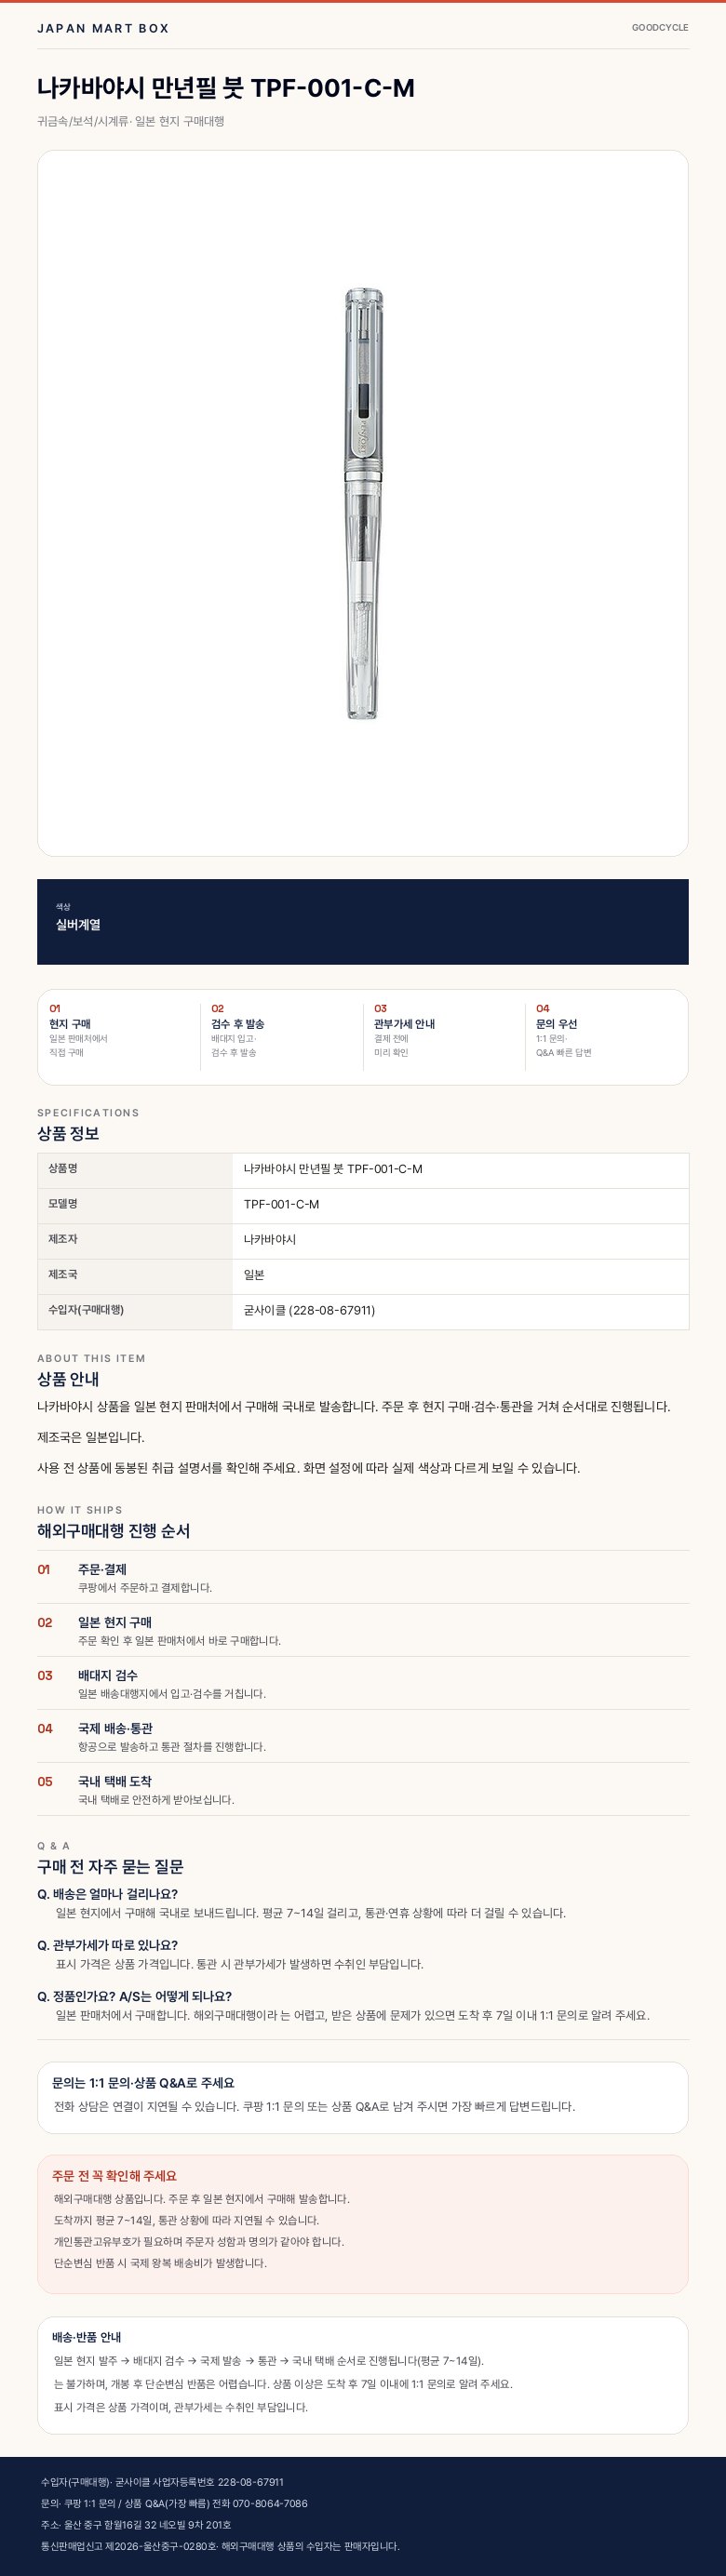 JAPAN MART BOX
GOODCYCLE
나카바야시 만년필 붓 TPF-001-C-M
귀금속/보석/시계류· 일본 현지 구매대행
색상
실버계열
01
현지 구매
일본 판매처에서
직접 구매
02
검수 후 발송
배대지 입고·
검수 후 발송
03
관부가세 안내
결제 전에
미리 확인
04
문의 우선
1:1 문의·
Q&A 빠른 답변
SPECIFICATIONS
상품 정보
상품명 나카바야시 만년필 붓 TPF-001-C-M
모델명 TPF-001-C-M
제조자 나카바야시
제조국 일본
수입자(구매대행) 굳사이클 (228-08-67911)
ABOUT THIS ITEM
상품 안내
나카바야시 상품을 일본 현지 판매처에서 구매해 국내로 발송합니다. 주문 후 현지 구매·검수·통관을 거쳐 순서대로 진행됩니다.
제조국은 일본입니다.
사용 전 상품에 동봉된 취급 설명서를 확인해 주세요. 화면 설정에 따라 실제 색상과 다르게 보일 수 있습니다.
HOW IT SHIPS
해외구매대행 진행 순서
01 주문·결제
쿠팡에서 주문하고 결제합니다.
02 일본 현지 구매
주문 확인 후 일본 판매처에서 바로 구매합니다.
03 배대지 검수
일본 배송대행지에서 입고·검수를 거칩니다.
04 국제 배송·통관
항공으로 발송하고 통관 절차를 진행합니다.
05 국내 택배 도착
국내 택배로 안전하게 받아보십니다.
Q & A
구매 전 자주 묻는 질문
Q. 배송은 얼마나 걸리나요?
일본 현지에서 구매해 국내로 보내드립니다. 평균 7~14일 걸리고, 통관·연휴 상황에 따라 더 걸릴 수 있습니다.
Q. 관부가세가 따로 있나요?
표시 가격은 상품 가격입니다. 통관 시 관부가세가 발생하면 수취인 부담입니다.
Q. 정품인가요? A/S는 어떻게 되나요?
일본 판매처에서 구매합니다. 해외구매대행이라 는 어렵고, 받은 상품에 문제가 있으면 도착 후 7일 이내 1:1 문의로 알려 주세요.
문의는 1:1 문의·상품 Q&A로 주세요
전화 상담은 연결이 지연될 수 있습니다. 쿠팡 1:1 문의 또는 상품 Q&A로 남겨 주시면 가장 빠르게 답변드립니다.
주문 전 꼭 확인해 주세요
해외구매대행 상품입니다. 주문 후 일본 현지에서 구매해 발송합니다.
도착까지 평균 7~14일, 통관 상황에 따라 지연될 수 있습니다.
개인통관고유부호가 필요하며 주문자 성함과 명의가 같아야 합니다.
단순변심 반품 시 국제 왕복 배송비가 발생합니다.
배송·반품 안내
일본 현지 발주 → 배대지 검수 → 국제 발송 → 통관 → 국내 택배 순서로 진행됩니다(평균 7~14일).
는 불가하며, 개봉 후 단순변심 반품은 어렵습니다. 상품 이상은 도착 후 7일 이내에 1:1 문의로 알려 주세요.
표시 가격은 상품 가격이며, 관부가세는 수취인 부담입니다.
수입자(구매대행)· 굳사이클 사업자등록번호 228-08-67911
문의· 쿠팡 1:1 문의 / 상품 Q&A(가장 빠름) 전화 070-8064-7086
주소· 울산 중구 함월16길 32 네오빌 9차 201호
통신판매업신고 제2026-울산중구-0280호· 해외구매대행 상품의 수입자는 판매자입니다.